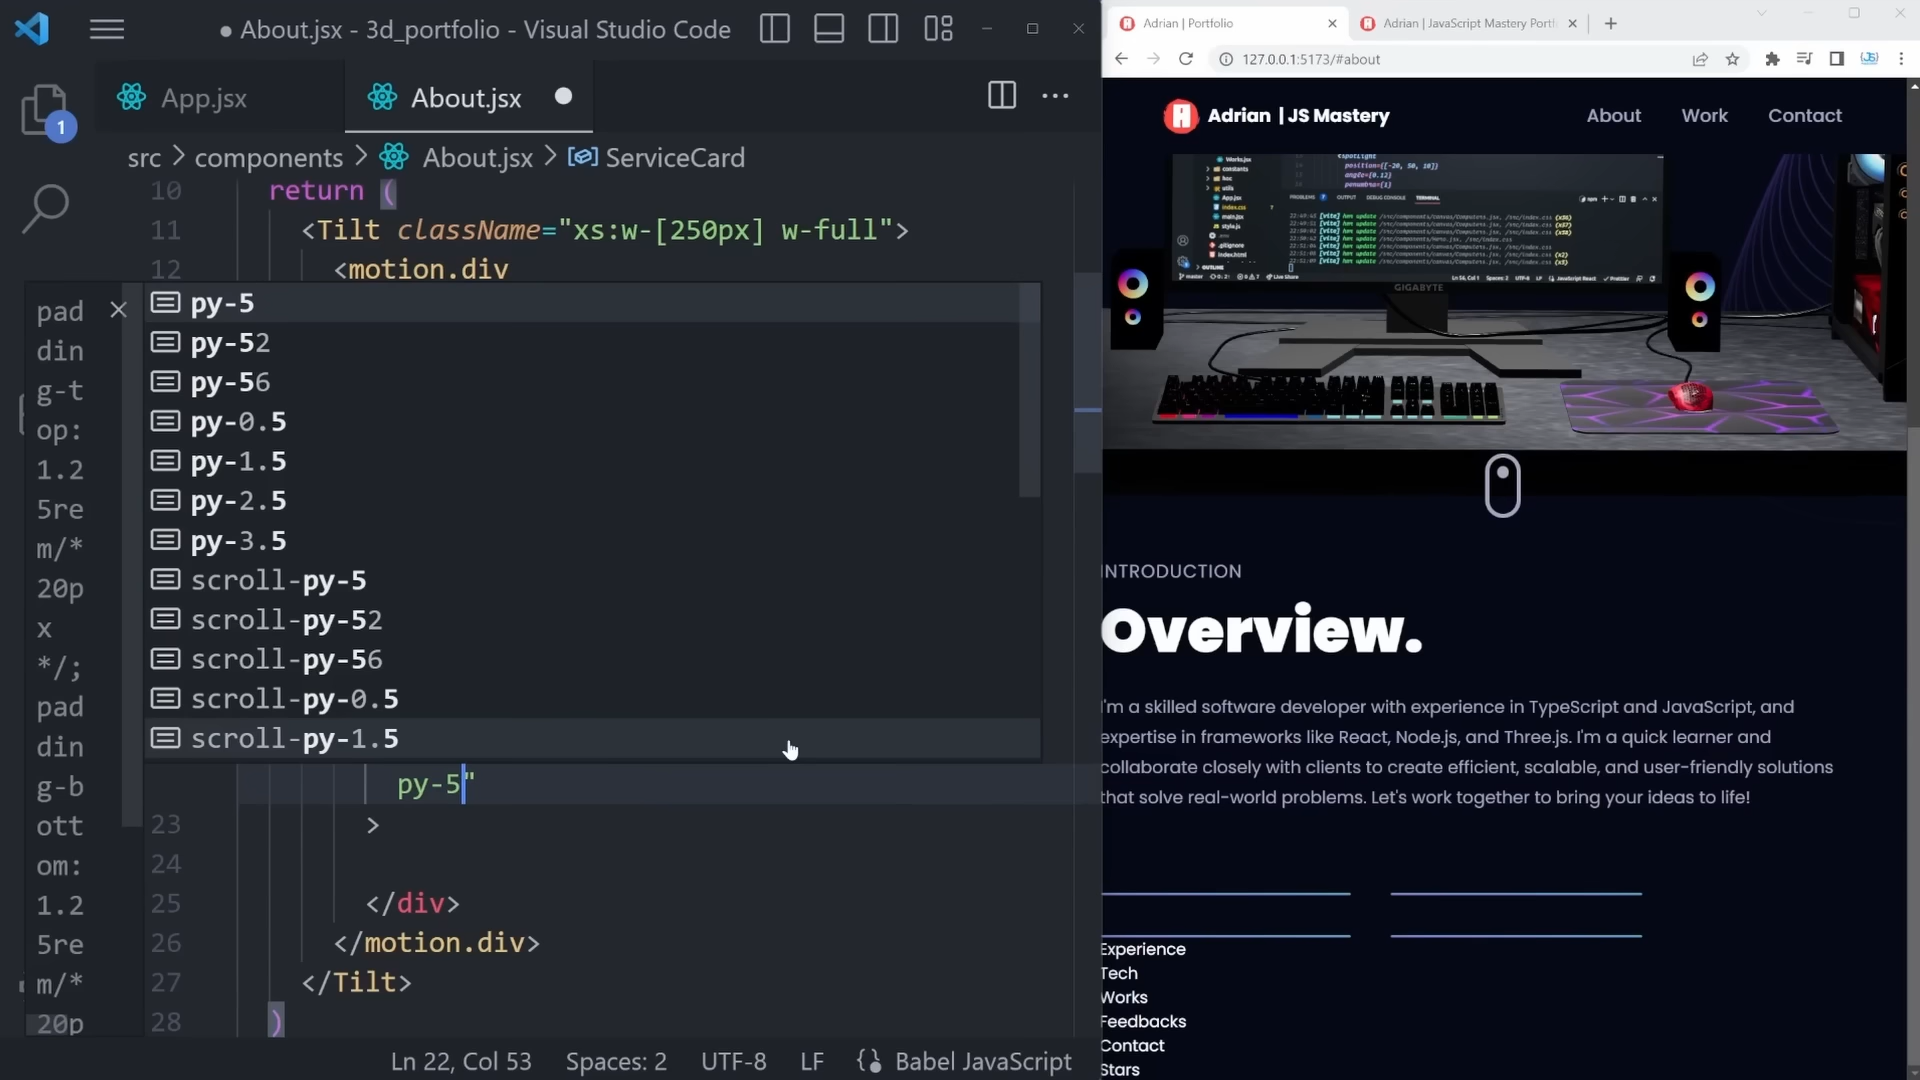 About.jsx - 3d_portfolio - Visual Studio Code
App.jsx
About.jsx
1
src > components > About.jsx > ServiceCard
10 return (
11 <Tilt className="xs:w-[250px] w-full">
12 <motion.div
pad
din
g-t
op:
1.2
5re
m/*
20p
x
*/;
pad
din
g-b
ott
om:
1.2
5re
m/*
20p
py-5
py-52
py-56
py-0.5
py-1.5
py-2.5
py-3.5
scroll-py-5
scroll-py-52
scroll-py-56
scroll-py-0.5
scroll-py-1.5
py-5"
23 >
24
25 </div>
26 </motion.div>
27 </Tilt>
28 )
Ln 22, Col 53 Spaces: 2 UTF-8 LF Babel JavaScript
Adrian | Portfolio
Adrian | JavaScript Mastery Portf
127.0.0.1:5173/#about
Adrian | JS Mastery
About Work Contact
PROBLEMS OUTPUT DEBUG CONSOLE TERMINAL
GIGABYTE
INTRODUCTION
Overview.
I'm a skilled software developer with experience in TypeScript and JavaScript, and
expertise in frameworks like React, Node.js, and Three.js. I'm a quick learner and
collaborate closely with clients to create efficient, scalable, and user-friendly solutions
that solve real-world problems. Let's work together to bring your ideas to life!
Experience
Tech
Works
Feedbacks
Contact
Stars